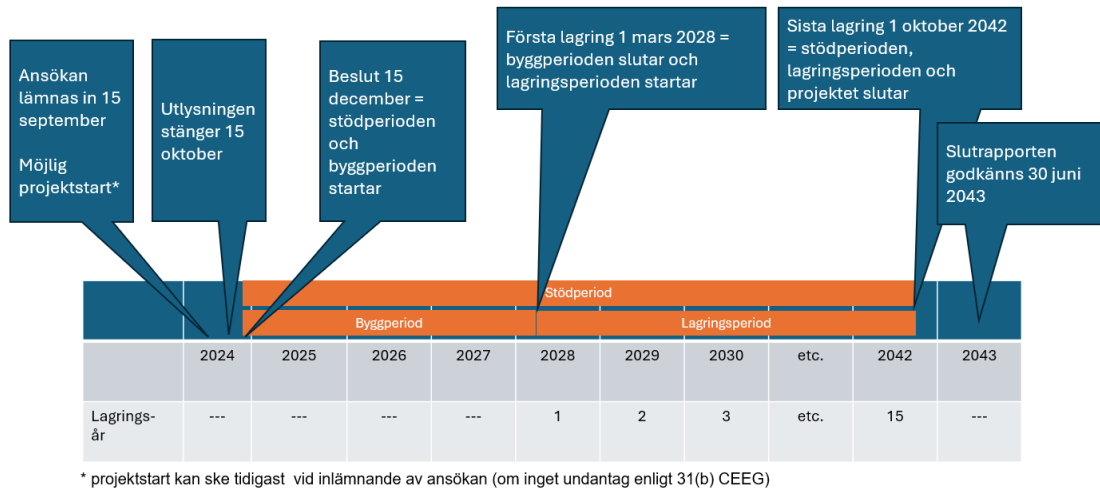 Ansökan
lämnas in 15
september
Möjlig
projektstart*
Utlysningen
stänger 15
oktober
Beslut 15
december =
stödperioden
och
byggperioden
startar
Första lagring 1 mars 2028 =
byggperioden slutar och
lagringsperioden startar
Sista lagring 1 oktober 2042
= stödperioden,
lagringsperioden och
projektet slutar
Slutrapporten
godkänns 30 juni
2043
Stödperiod
Byggperiod Lagringsperiod
2024 2025 2026 2027 2028 2029 2030 etc. 2042 2043
Lagrings-
år --- --- --- --- 1 2 3 etc. 15 ---
* projektstart kan ske tidigast vid inlämnande av ansökan (om inget undantag enligt 31(b) CEEG)